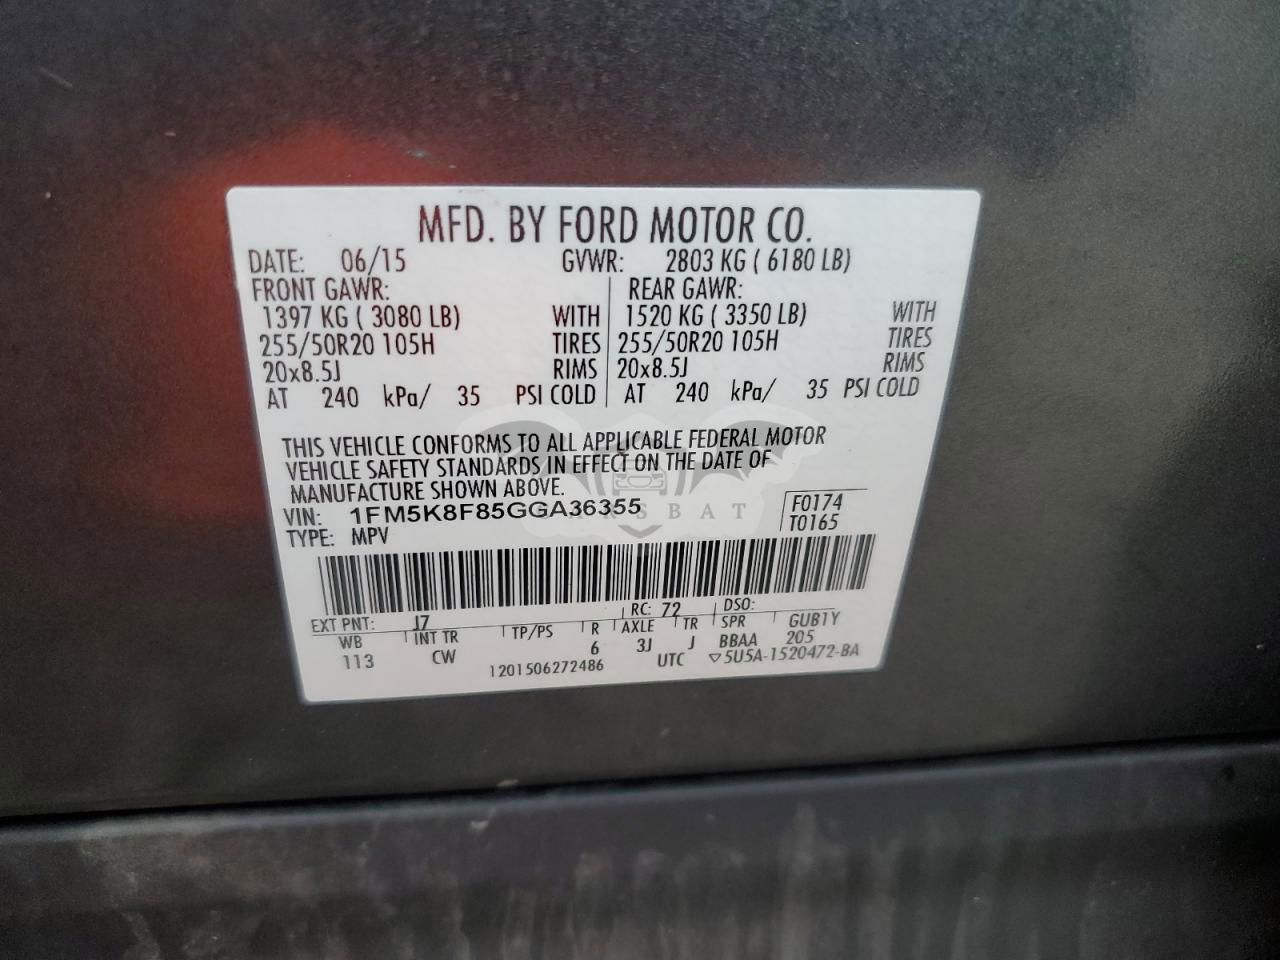 MFD. BY FORD MOTOR CO.
DATE: 06/15 GVWR: 2803 KG ( 6180 LB)
FRONT GAWR: REAR GAWR:
1397 KG ( 3080 LB) WITH 1520 KG ( 3350 LB) WITH
255/50R20 105H TIRES 255/50R20 105H TIRES
20x8.5J RIMS 20x8.5J RIMS
AT 240 kPa/ 35 PSI COLD AT 240 kPa/ 35 PSI COLD
THIS VEHICLE CONFORMS TO ALL APPLICABLE FEDERAL MOTOR
VEHICLE SAFETY STANDARDS IN EFFECT ON THE DATE OF
MANUFACTURE SHOWN ABOVE.
VIN: 1FM5K8F85GGA36355 F0174
TYPE: MPV T0165
CARSBAT
RC: 72 DSO:
EXT PNT: J7
WB INT TR TP/PS R AXLE TR SPR GUB1Y
113 CW 6 3J J BBAA 205
1201506272486 UTC ▽5U5A-1520472-BA